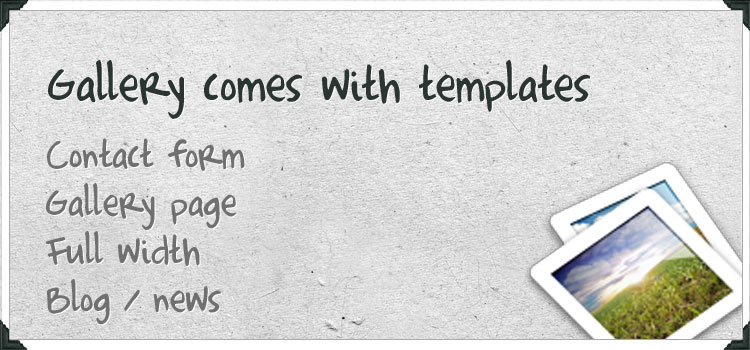 Gallery comes with templates
Contact form
Gallery page
Full width
Blog / news